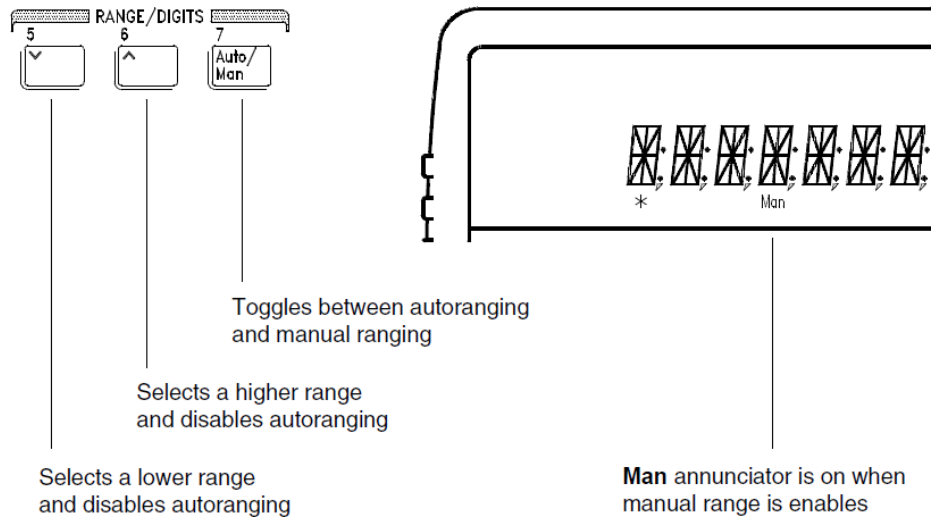 RANGE/DIGITS
5 6 7
Auto/
Man
* Man
Toggles between autoranging
and manual ranging
Selects a higher range
and disables autoranging
Selects a lower range
and disables autoranging
Man annunciator is on when
manual range is enables